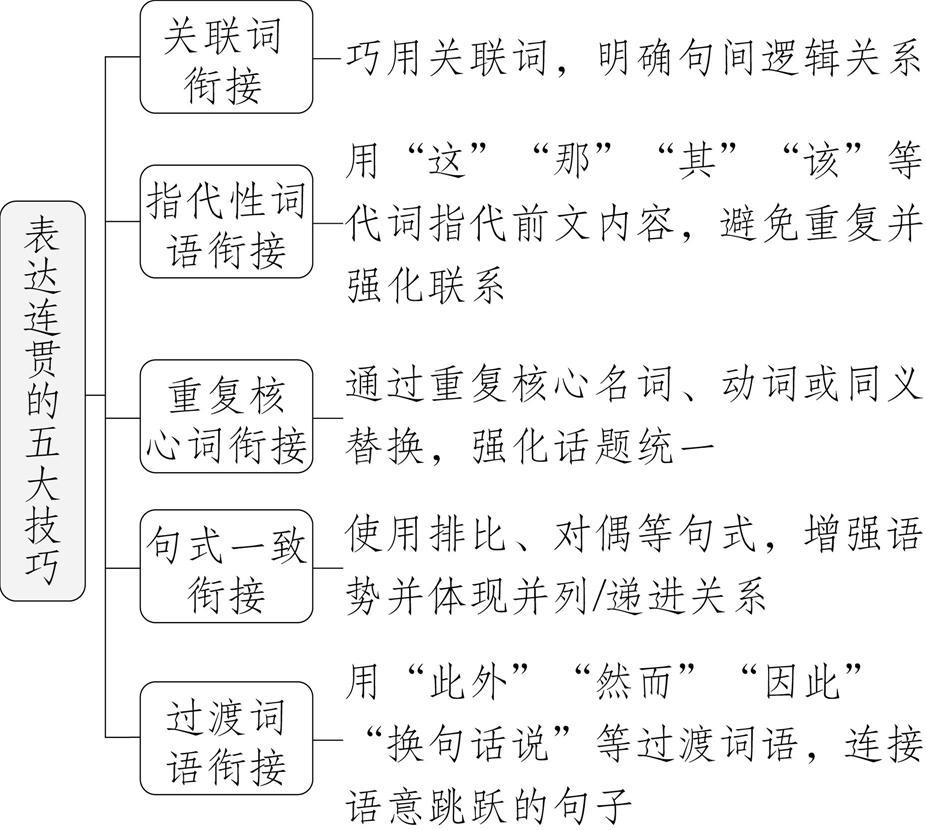 表达连贯的五大技巧
关联词
衔接
巧用关联词，明确句间逻辑关系
指代性词
语衔接
用“这”“那”“其”“该”等
代词指代前文内容，避免重复并
强化联系
重复核
心词衔接
通过重复核心名词、动词或同义
替换，强化话题统一
句式一致
衔接
使用排比、对偶等句式，增强语
势并体现并列/递进关系
过渡词
语衔接
用“此外”“然而”“因此”
“换句话说”等过渡词语，连接
语意跳跃的句子